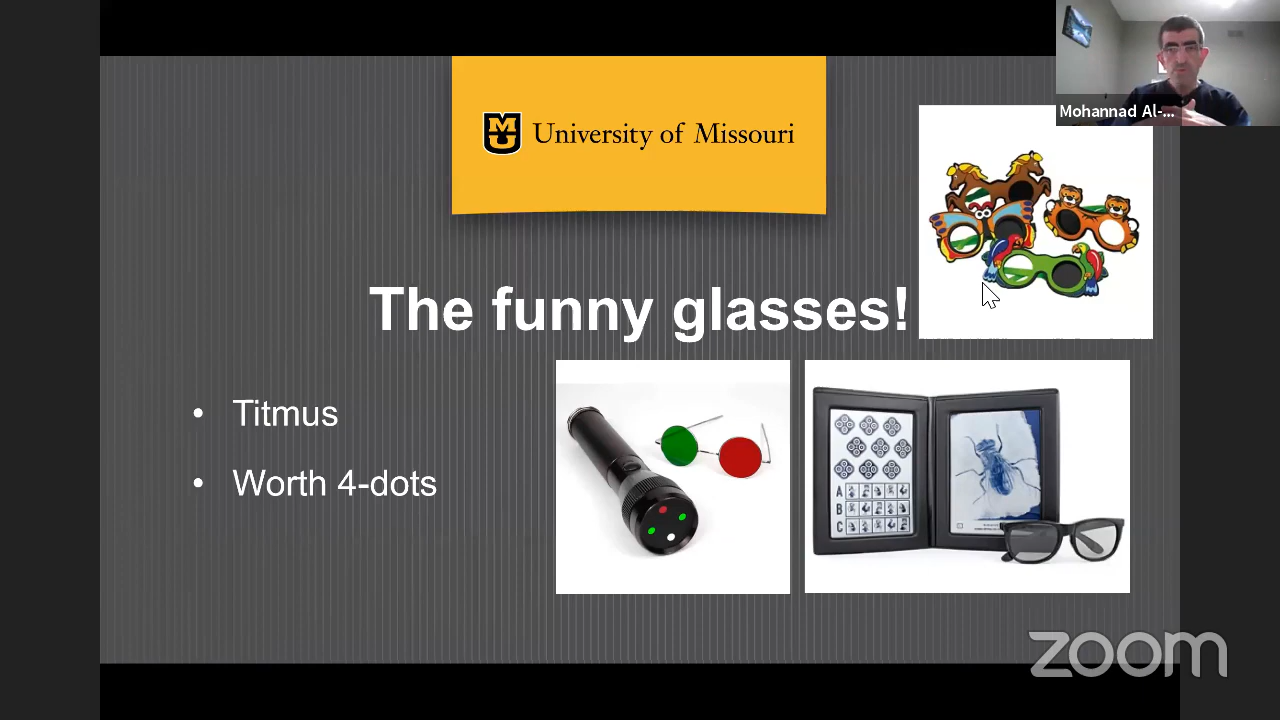 Mohannad Al-...
University of Missouri
The funny glasses!
• Titmus
• Worth 4-dots
A
B
C
zoom